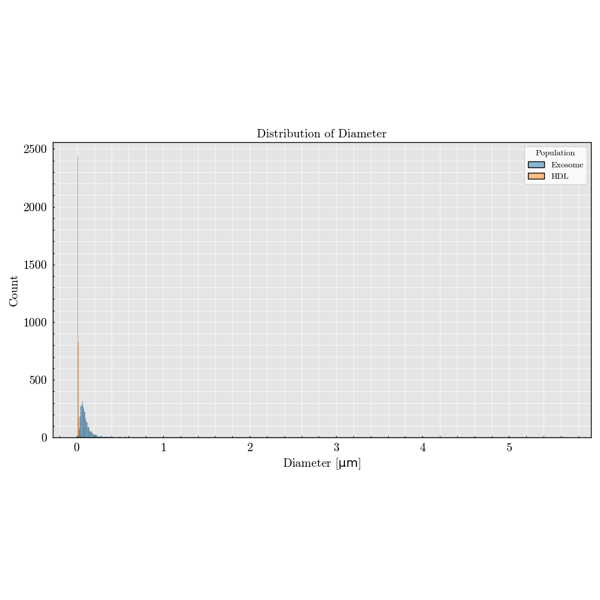 Distribution of Diameter
2500
2000
1500
1000
500
0
Count
0 1 2 3 4 5
Diameter [μm]
Population
Exosome
HDL